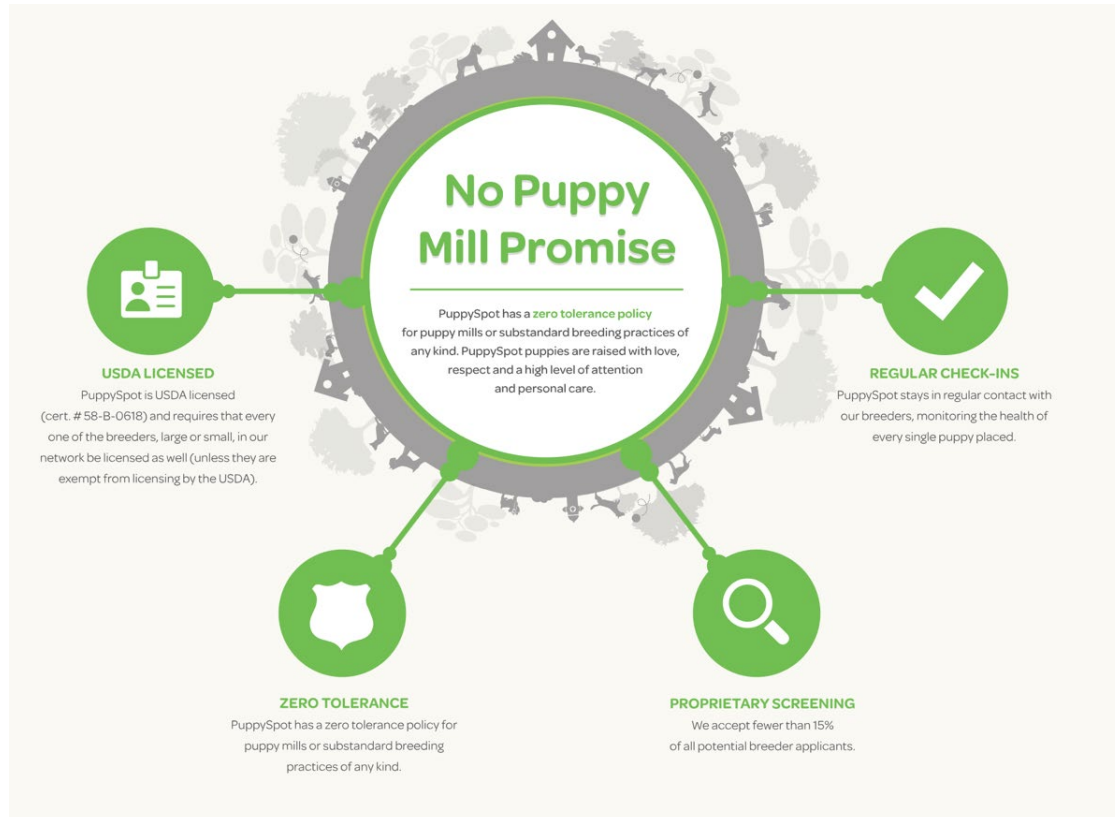 No Puppy
Mill Promise
PuppySpot has a zero tolerance policy
for puppy mills or substandard breeding practices of
any kind. PuppySpot puppies are raised with love,
respect and a high level of attention
and personal care.
USDA LICENSED
PuppySpot is USDA licensed
(cert. # 58-B-0618) and requires that every
one of the breeders, large or small, in our
network be licensed as well (unless they are
exempt from licensing by the USDA).
REGULAR CHECK-INS
PuppySpot stays in regular contact with
our breeders, monitoring the health of
every single puppy placed.
ZERO TOLERANCE
PuppySpot has a zero tolerance policy for
puppy mills or substandard breeding
practices of any kind.
PROPRIETARY SCREENING
We accept fewer than 15%
of all potential breeder applicants.